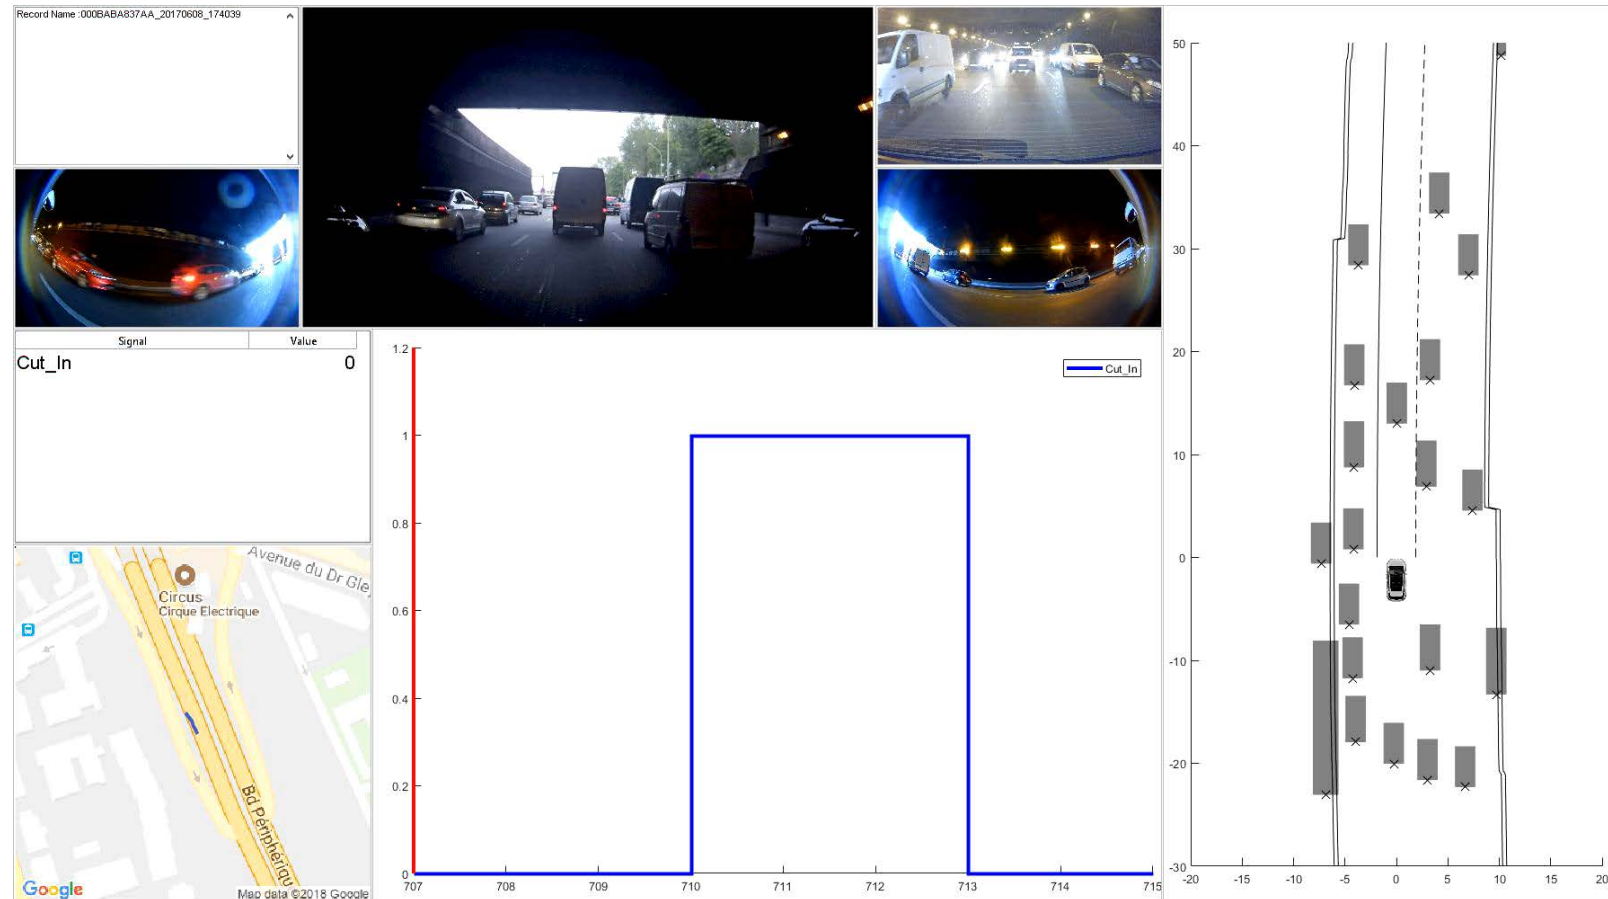 Record Name :000BABA837AA_20170608_174039
Signal Value
Cut_In 0
Circus
Cirque Electrique
Avenue du Dr Gley
Bd Périphérique
Google
Map data ©2018 Google
1.2
1
0.8
0.6
0.4
0.2
0
707 708 709 710 711 712 713 714 715
Cut_In
50
40
30
20
10
0
-10
-20
-30
-20 -15 -10 -5 0 5 10 15 20